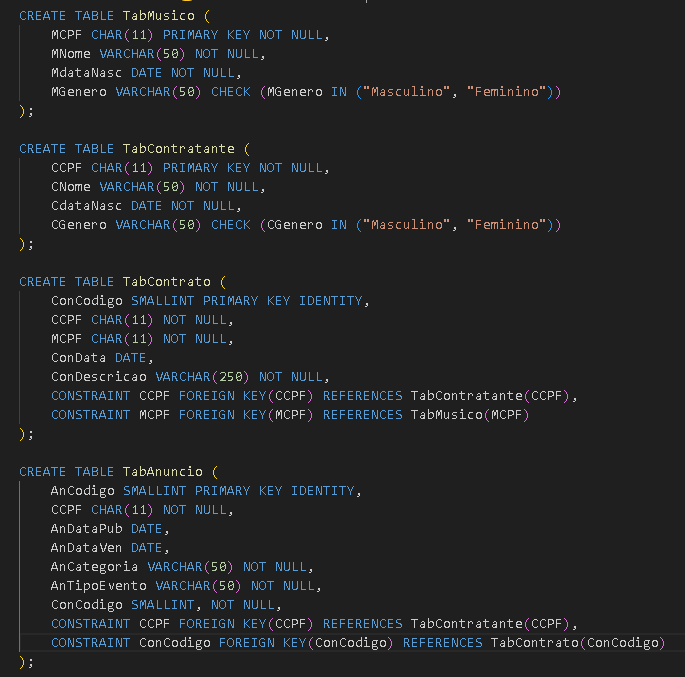 CREATE TABLE TabMusico (
    MCPF CHAR(11) PRIMARY KEY NOT NULL,
    MNome VARCHAR(50) NOT NULL,
    MdataNasc DATE NOT NULL,
    MGenero VARCHAR(50) CHECK (MGenero IN ("Masculino", "Feminino"))
);

CREATE TABLE TabContratante (
    CCPF CHAR(11) PRIMARY KEY NOT NULL,
    CNome VARCHAR(50) NOT NULL,
    CdataNasc DATE NOT NULL,
    CGenero VARCHAR(50) CHECK (CGenero IN ("Masculino", "Feminino"))
);

CREATE TABLE TabContrato (
    ConCodigo SMALLINT PRIMARY KEY IDENTITY,
    CCPF CHAR(11) NOT NULL,
    MCPF CHAR(11) NOT NULL,
    ConData DATE,
    ConDescricao VARCHAR(250) NOT NULL,
    CONSTRAINT CCPF FOREIGN KEY(CCPF) REFERENCES TabContratante(CCPF),
    CONSTRAINT MCPF FOREIGN KEY(MCPF) REFERENCES TabMusico(MCPF)
);

CREATE TABLE TabAnuncio (
    AnCodigo SMALLINT PRIMARY KEY IDENTITY,
    CCPF CHAR(11) NOT NULL,
    AnDataPub DATE,
    AnDataVen DATE,
    AnCategoria VARCHAR(50) NOT NULL,
    AnTipoEvento VARCHAR(50) NOT NULL,
    ConCodigo SMALLINT, NOT NULL,
    CONSTRAINT CCPF FOREIGN KEY(CCPF) REFERENCES TabContratante(CCPF),
    CONSTRAINT ConCodigo FOREIGN KEY(ConCodigo) REFERENCES TabContrato(ConCodigo)
);